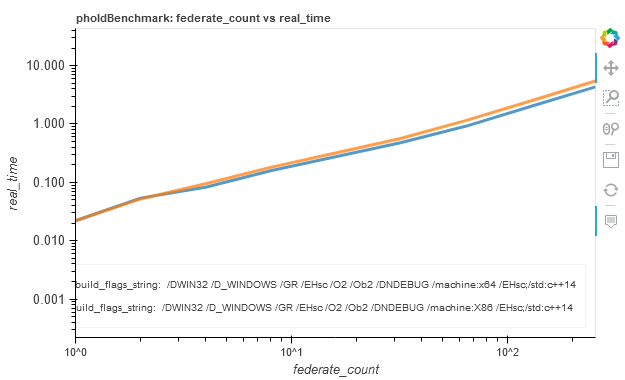 pholdBenchmark: federate_count vs real_time
10.000
1.000
0.100
0.010
0.001
real_time
build_flags_string: /DWIN32 /D_WINDOWS /GR /EHsc /O2 /Ob2 /DNDEBUG /machine:x64 /EHsc;/std:c++14
build_flags_string: /DWIN32 /D_WINDOWS /GR /EHsc /O2 /Ob2 /DNDEBUG /machine:X86 /EHsc;/std:c++14
10^0
10^1
10^2
federate_count